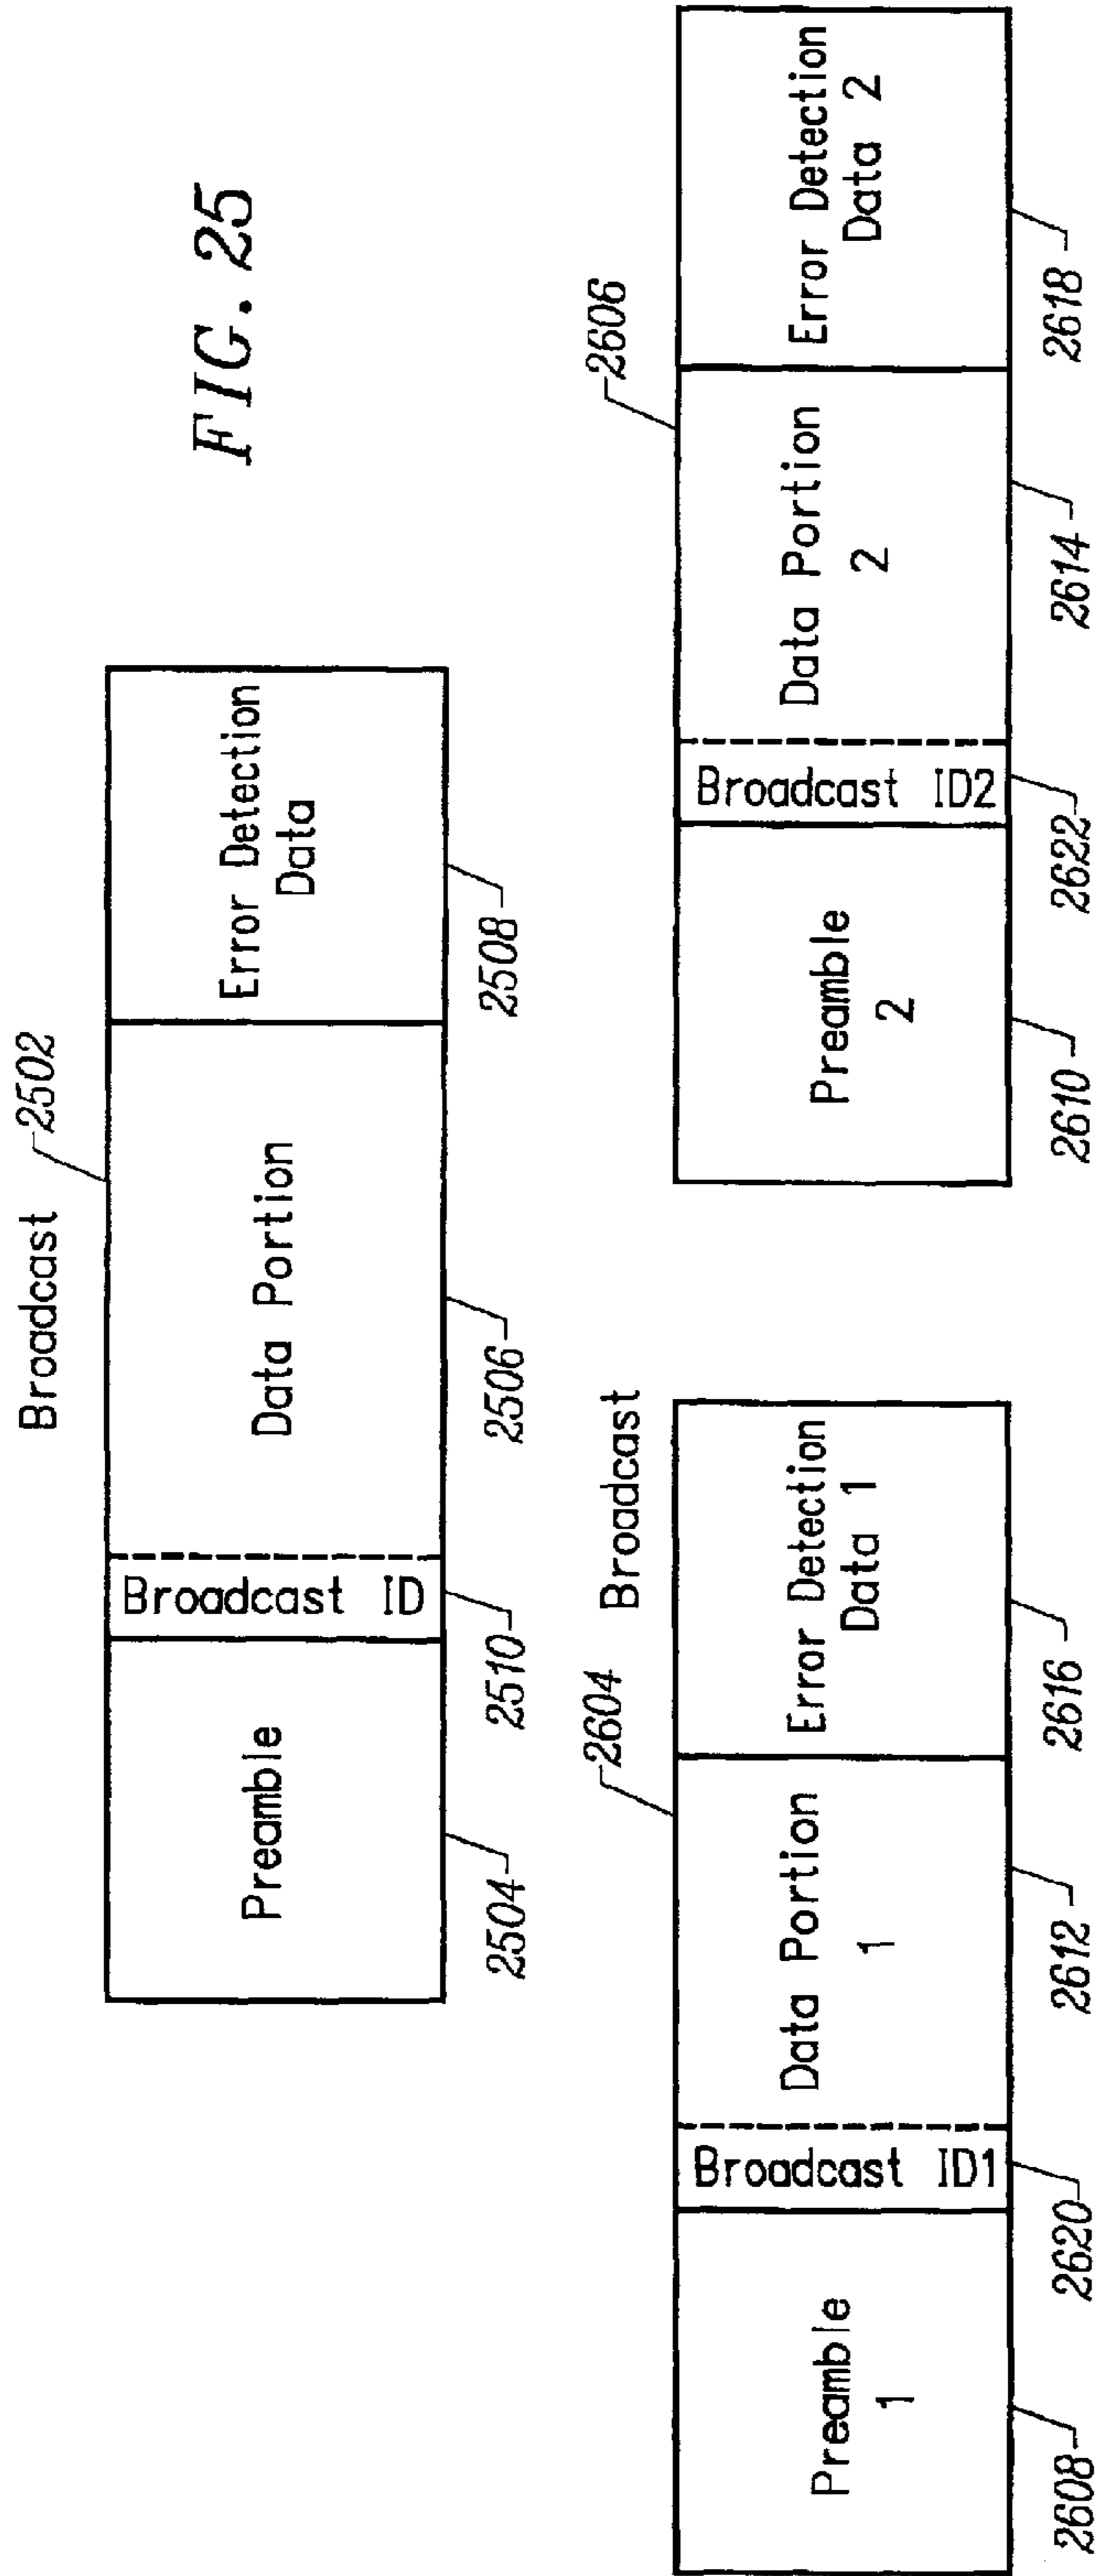 FIG. 25
Broadcast
2502
Preamble
Broadcast ID
Data Portion
Error Detection
Data
2504
2510
2506
2508
Broadcast
2604
2606
Preamble
1
Broadcast ID1
Data Portion
1
Error Detection
Data 1
Preamble
2
Broadcast ID2
Data Portion
2
Error Detection
Data 2
2608
2620
2612
2616
2610
2622
2614
2618